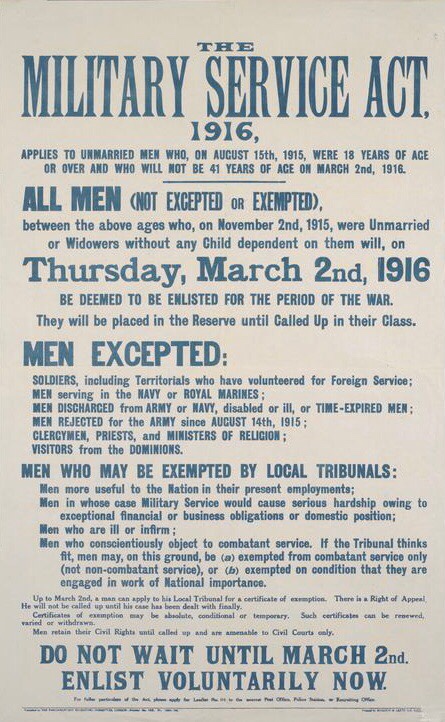 THE
MILITARY SERVICE ACT,
1916,
APPLIES TO UNMARRIED MEN WHO, ON AUGUST 15th, 1915, WERE 18 YEARS OF AGE
OR OVER AND WHO WILL NOT BE 41 YEARS OF AGE ON MARCH 2nd, 1916.
ALL MEN (NOT EXCEPTED OR EXEMPTED),
between the above ages who, on November 2nd, 1915, were Unmarried
or Widowers without any Child dependent on them will, on
Thursday, March 2nd, 1916
BE DEEMED TO BE ENLISTED FOR THE PERIOD OF THE WAR.
They will be placed in the Reserve until Called Up in their Class.
MEN EXCEPTED:
SOLDIERS, including Territorials who have volunteered for Foreign Service;
MEN serving in the NAVY or ROYAL MARINES;
MEN DISCHARGED from ARMY or NAVY, disabled or ill, or TIME-EXPIRED MEN;
MEN REJECTED for the ARMY since AUGUST 14th, 1915;
CLERGYMEN, PRIESTS, and MINISTERS OF RELIGION;
VISITORS from the DOMINIONS.
MEN WHO MAY BE EXEMPTED BY LOCAL TRIBUNALS:
Men more useful to the Nation in their present employments;
Men in whose case Military Service would cause serious hardship owing to
exceptional financial or business obligations or domestic position;
Men who are ill or infirm;
Men who conscientiously object to combatant service. If the Tribunal thinks
fit, men may, on this ground, be (a) exempted from combatant service only
(not non-combatant service), or (b) exempted on condition that they are
engaged in work of National importance.
Up to March 2nd, a man can apply to his Local Tribunal for a certificate of exemption. There is a Right of Appeal.
He will not be called up until his case has been dealt with finally.
Certificates of exemption may be absolute, conditional or temporary. Such certificates can be renewed,
varied or withdrawn.
Men retain their Civil Rights until called up and are amenable to Civil Courts only.
DO NOT WAIT UNTIL MARCH 2nd.
ENLIST VOLUNTARILY NOW.
For fuller particulars of the Act, please apply for Leaflet No. to the nearest Post Office, Police Station, or Recruiting Office.